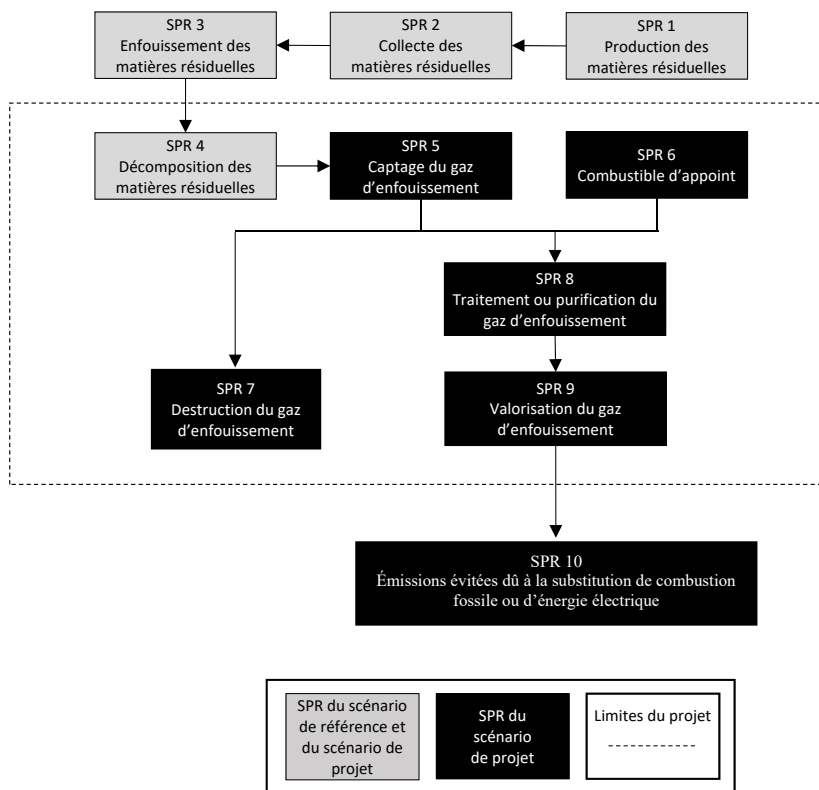 SPR 3
Enfouissement des
matières résiduelles
SPR 2
Collecte des
matières résiduelles
SPR 1
Production des
matières résiduelles
SPR 4
Décomposition des
matières résiduelles
SPR 5
Captage du gaz
d’enfouissement
SPR 6
Combustible d’appoint
SPR 8
Traitement ou purification du
gaz d’enfouissement
SPR 7
Destruction du gaz
d’enfouissement
SPR 9
Valorisation du gaz
d’enfouissement
SPR 10
Émissions évitées dû à la substitution de combustion
fossile ou d’énergie électrique
SPR du scénario
de référence et
du scénario de
projet
SPR du
scénario
de projet
Limites du projet